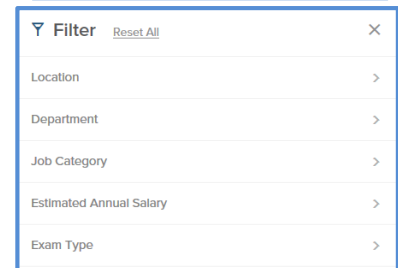 Filter Reset All
Location
Department
Job Category
Estimated Annual Salary
Exam Type